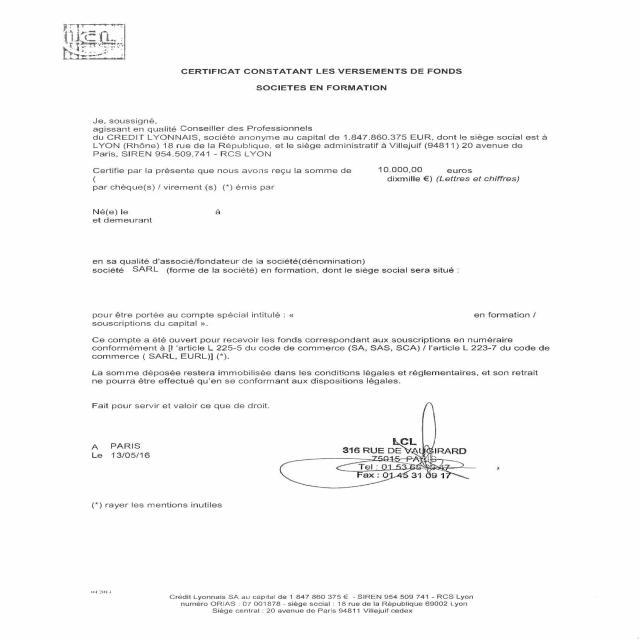 LCL
CERTIFICAT CONSTATANT LES VERSEMENTS DE FONDS
SOCIETES EN FORMATION
Je, soussigné,
agissant en qualité Conseiller des Professionnels
du CREDIT LYONNAIS, société anonyme au capital de 1.847.860.375 EUR, dont le siège social est à
LYON (Rhône) 18 rue de la République, et le siège administratif à Villejuif (94811) 20 avenue de
Paris, SIREN 954.509.741 - RCS LYON
Certifie par la présente que nous avons reçu la somme de 10.000,00 euros
( dixmille €) (Lettres et chiffres)
par chèque(s) / virement (s) (*) émis par
Né(e) le à
et demeurant
en sa qualité d'associé/fondateur de la société(dénomination)
société SARL (forme de la société) en formation, dont le siège social sera situé :
pour être portée au compte spécial intitulé : « en formation /
souscriptions du capital ».
Ce compte a été ouvert pour recevoir les fonds correspondant aux souscriptions en numéraire
conformément à [l 'article L 225-5 du code de commerce (SA, SAS, SCA) / l'article L 223-7 du code de
commerce ( SARL, EURL)] (*).
La somme déposée restera immobilisée dans les conditions légales et réglementaires, et son retrait
ne pourra être effectué qu'en se conformant aux dispositions légales.
Fait pour servir et valoir ce que de droit.
A PARIS
Le 13/05/16
LCL
316 RUE DE VAUGIRARD
75015 PARIS
Tel : 01 53 68
Fax : 01 45 31 09 17
(*) rayer les mentions inutiles
Crédit Lyonnais SA au capital de 1 847 860 375 € - SIREN 954 509 741 - RCS Lyon
numéro ORIAS : 07 001878 - siège social : 18 rue de la République 69002 Lyon
Siège central : 20 avenue de Paris 94811 Villejuif cedex